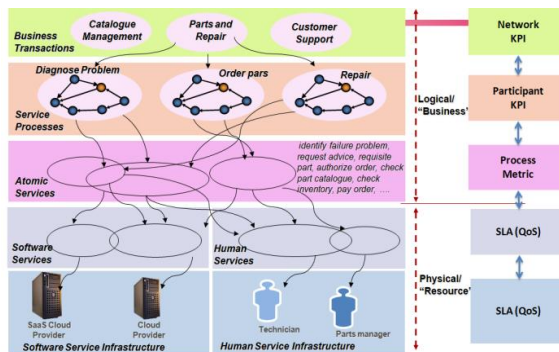 Business
Transactions
Catalogue
Management
Parts and
Repair
Customer
Support
Diagnose Problem
Order pars
Repair
Service
Processes
identify failure problem,
request advice, requisite
part, authorize order, check
part catalogue, check
inventory, pay order, .....
Atomic Services
Software
Services
Human
Services
SaaS Cloud
Provider
Cloud
Provider
Technician
Parts manager
Software Service Infrastructure
Human Service Infrastructure
Logical/
"Business'
Physical/
"Resource'
Network
KPI
Participant
KPI
Process
Metric
SLA (QoS)
SLA (QoS)